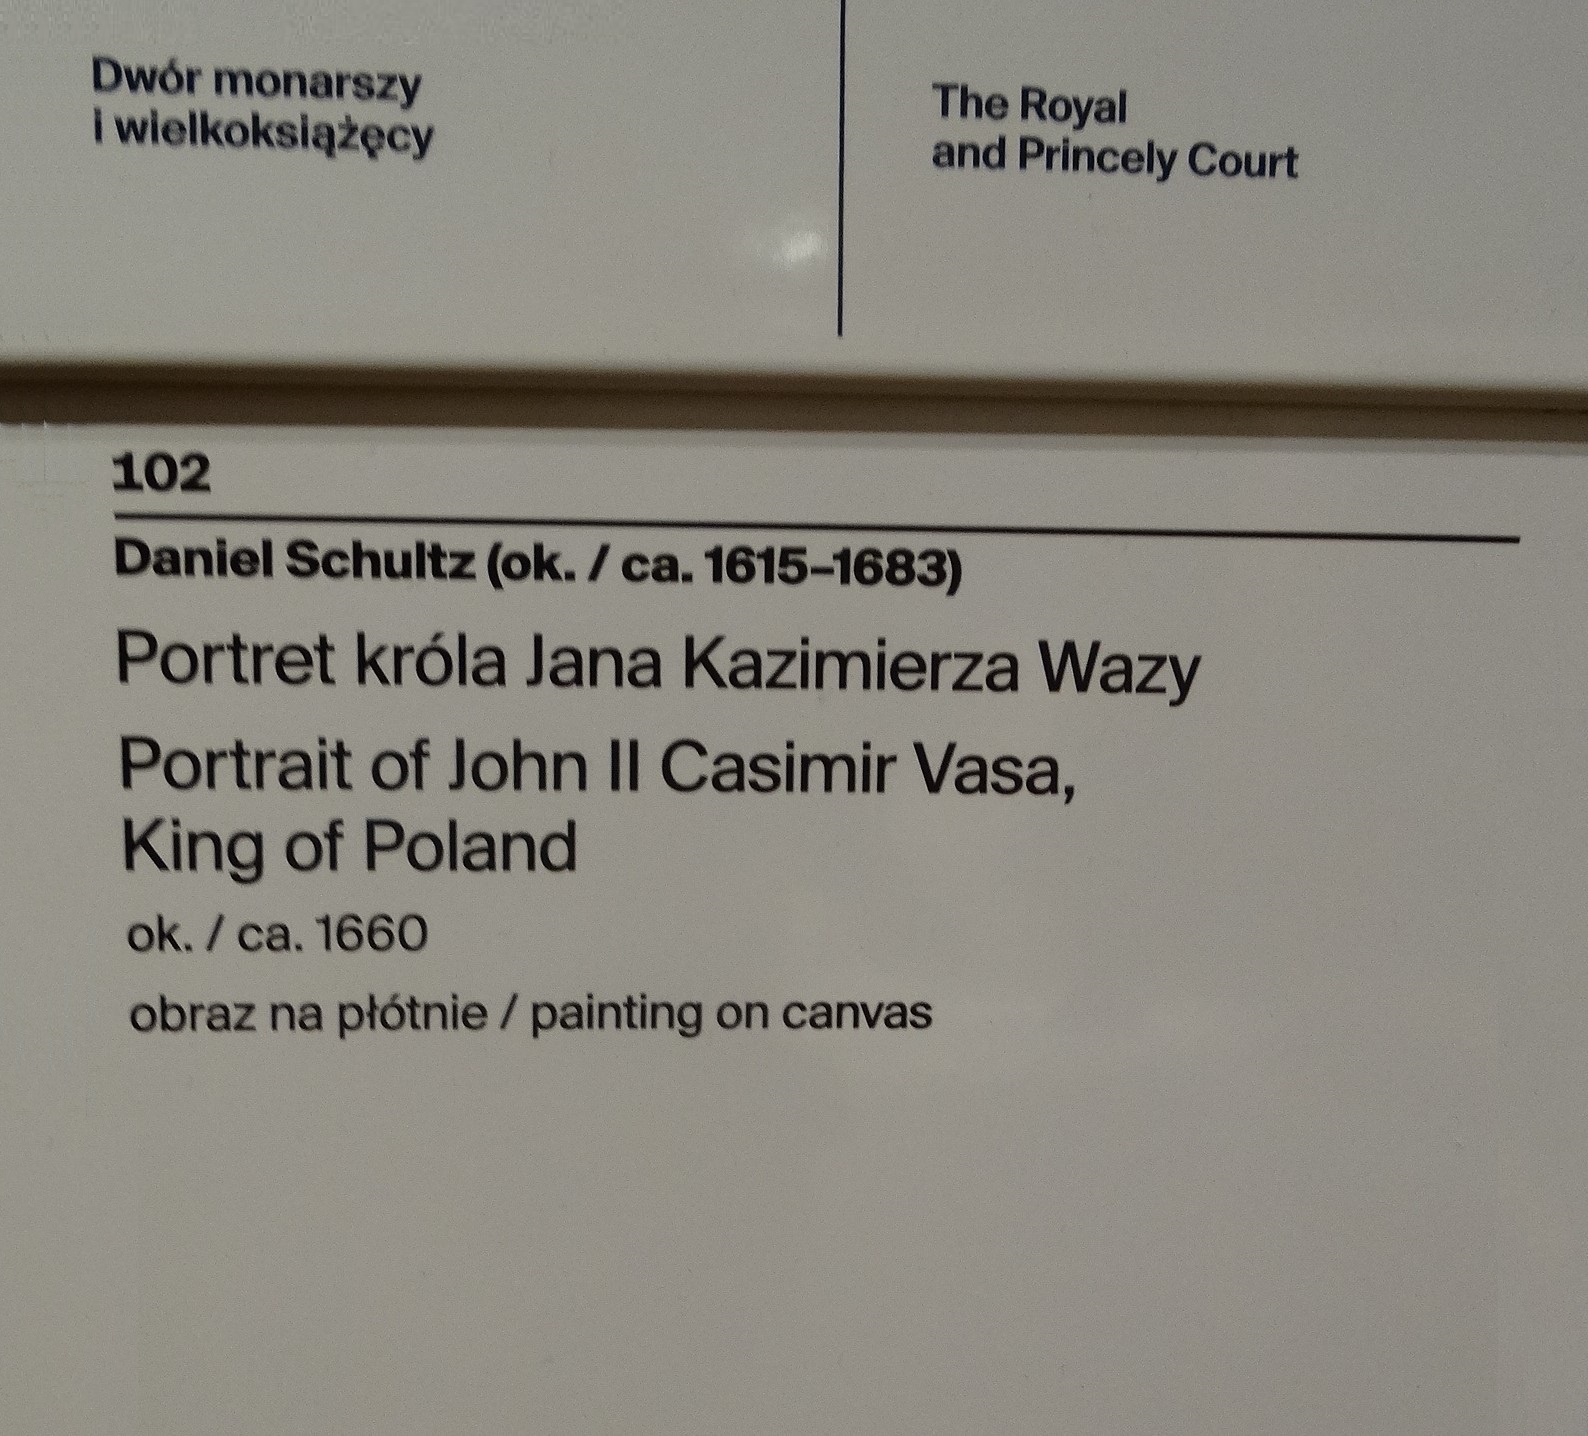 Dwór monarszy
i wielkoksiążęcy
The Royal
and Princely Court
102
Daniel Schultz (ok. / ca. 1615–1683)
Portret króla Jana Kazimierza Wazy
Portrait of John II Casimir Vasa,
King of Poland
ok. / ca. 1660
obraz na płótnie / painting on canvas